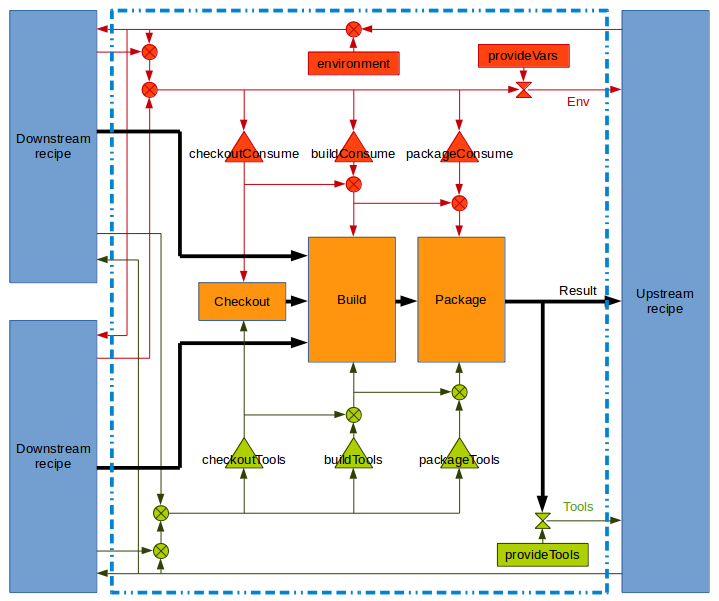 provideVars
environment
Env
Downstream
recipe
checkoutConsume
buildConsume
packageConsume
Checkout
Build
Package
Result
Upstream
recipe
Downstream
recipe
checkoutTools
buildTools
packageTools
Tools
provideTools